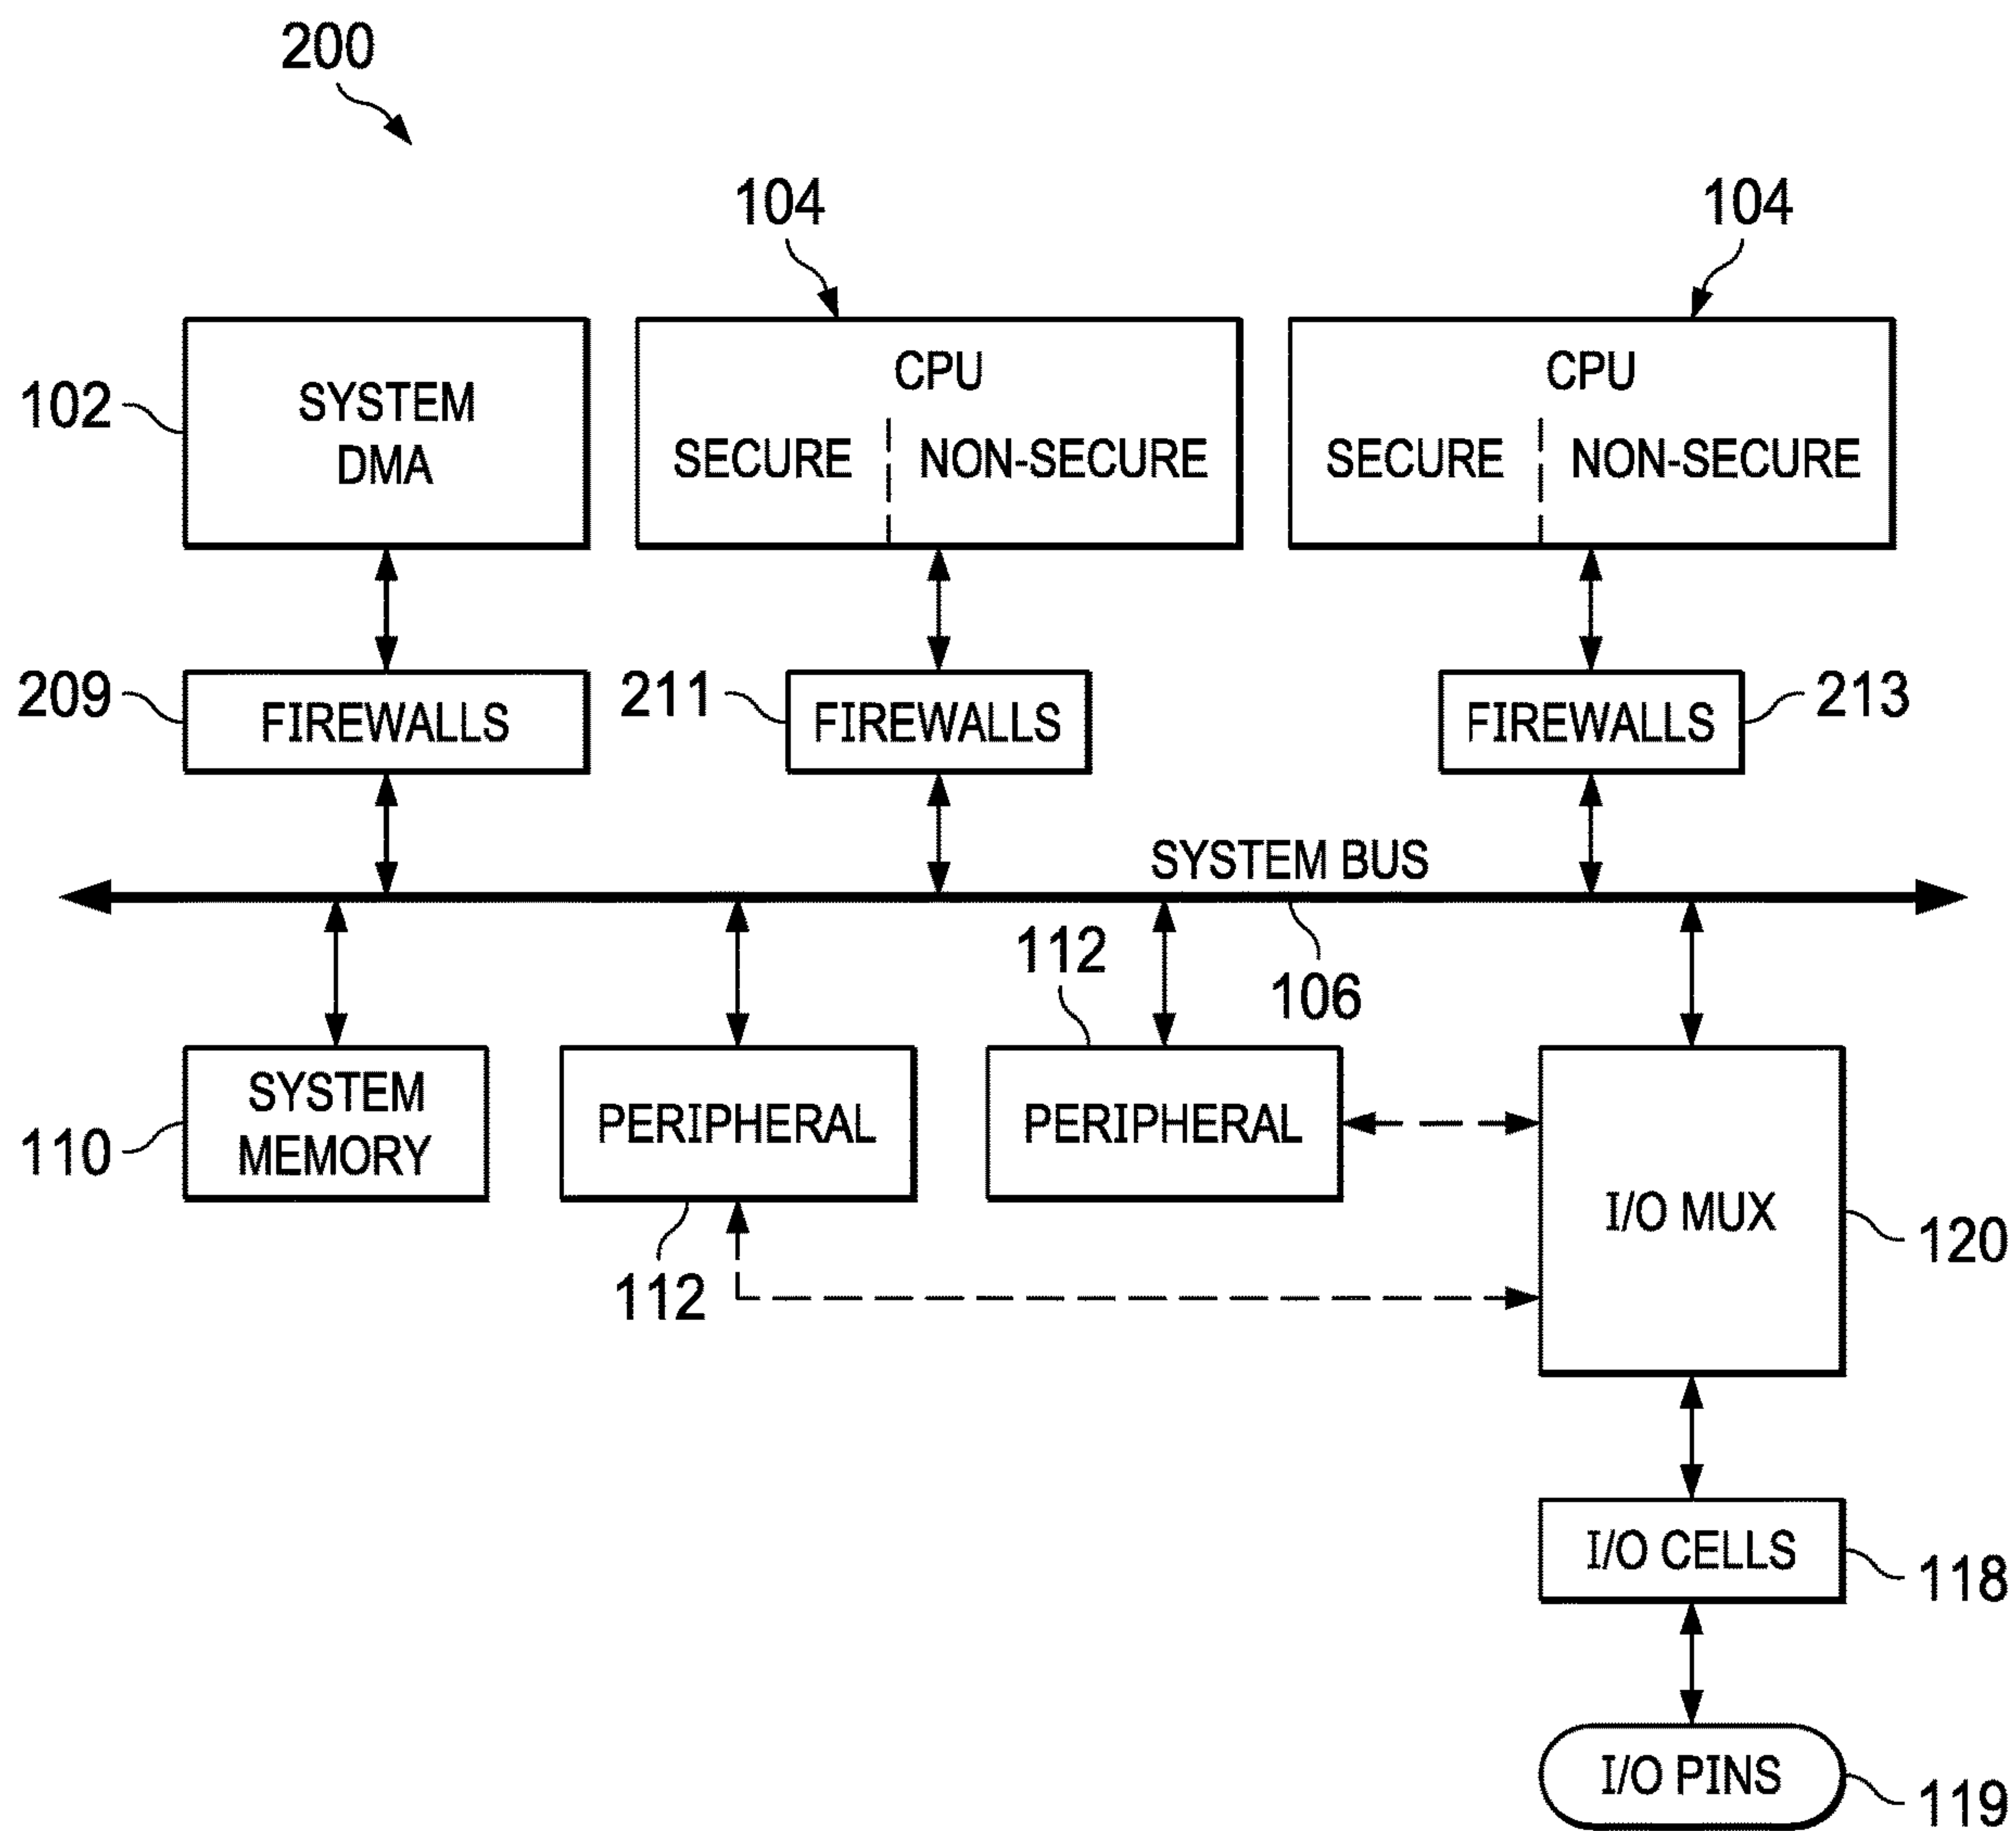 200
104
104
102
SYSTEM
DMA
CPU
SECURE
NON-SECURE
CPU
SECURE
NON-SECURE
209
FIREWALLS
211
FIREWALLS
FIREWALLS
213
SYSTEM BUS
106
112
110
SYSTEM
MEMORY
PERIPHERAL
112
PERIPHERAL
I/O MUX
120
I/O CELLS
118
I/O PINS
119